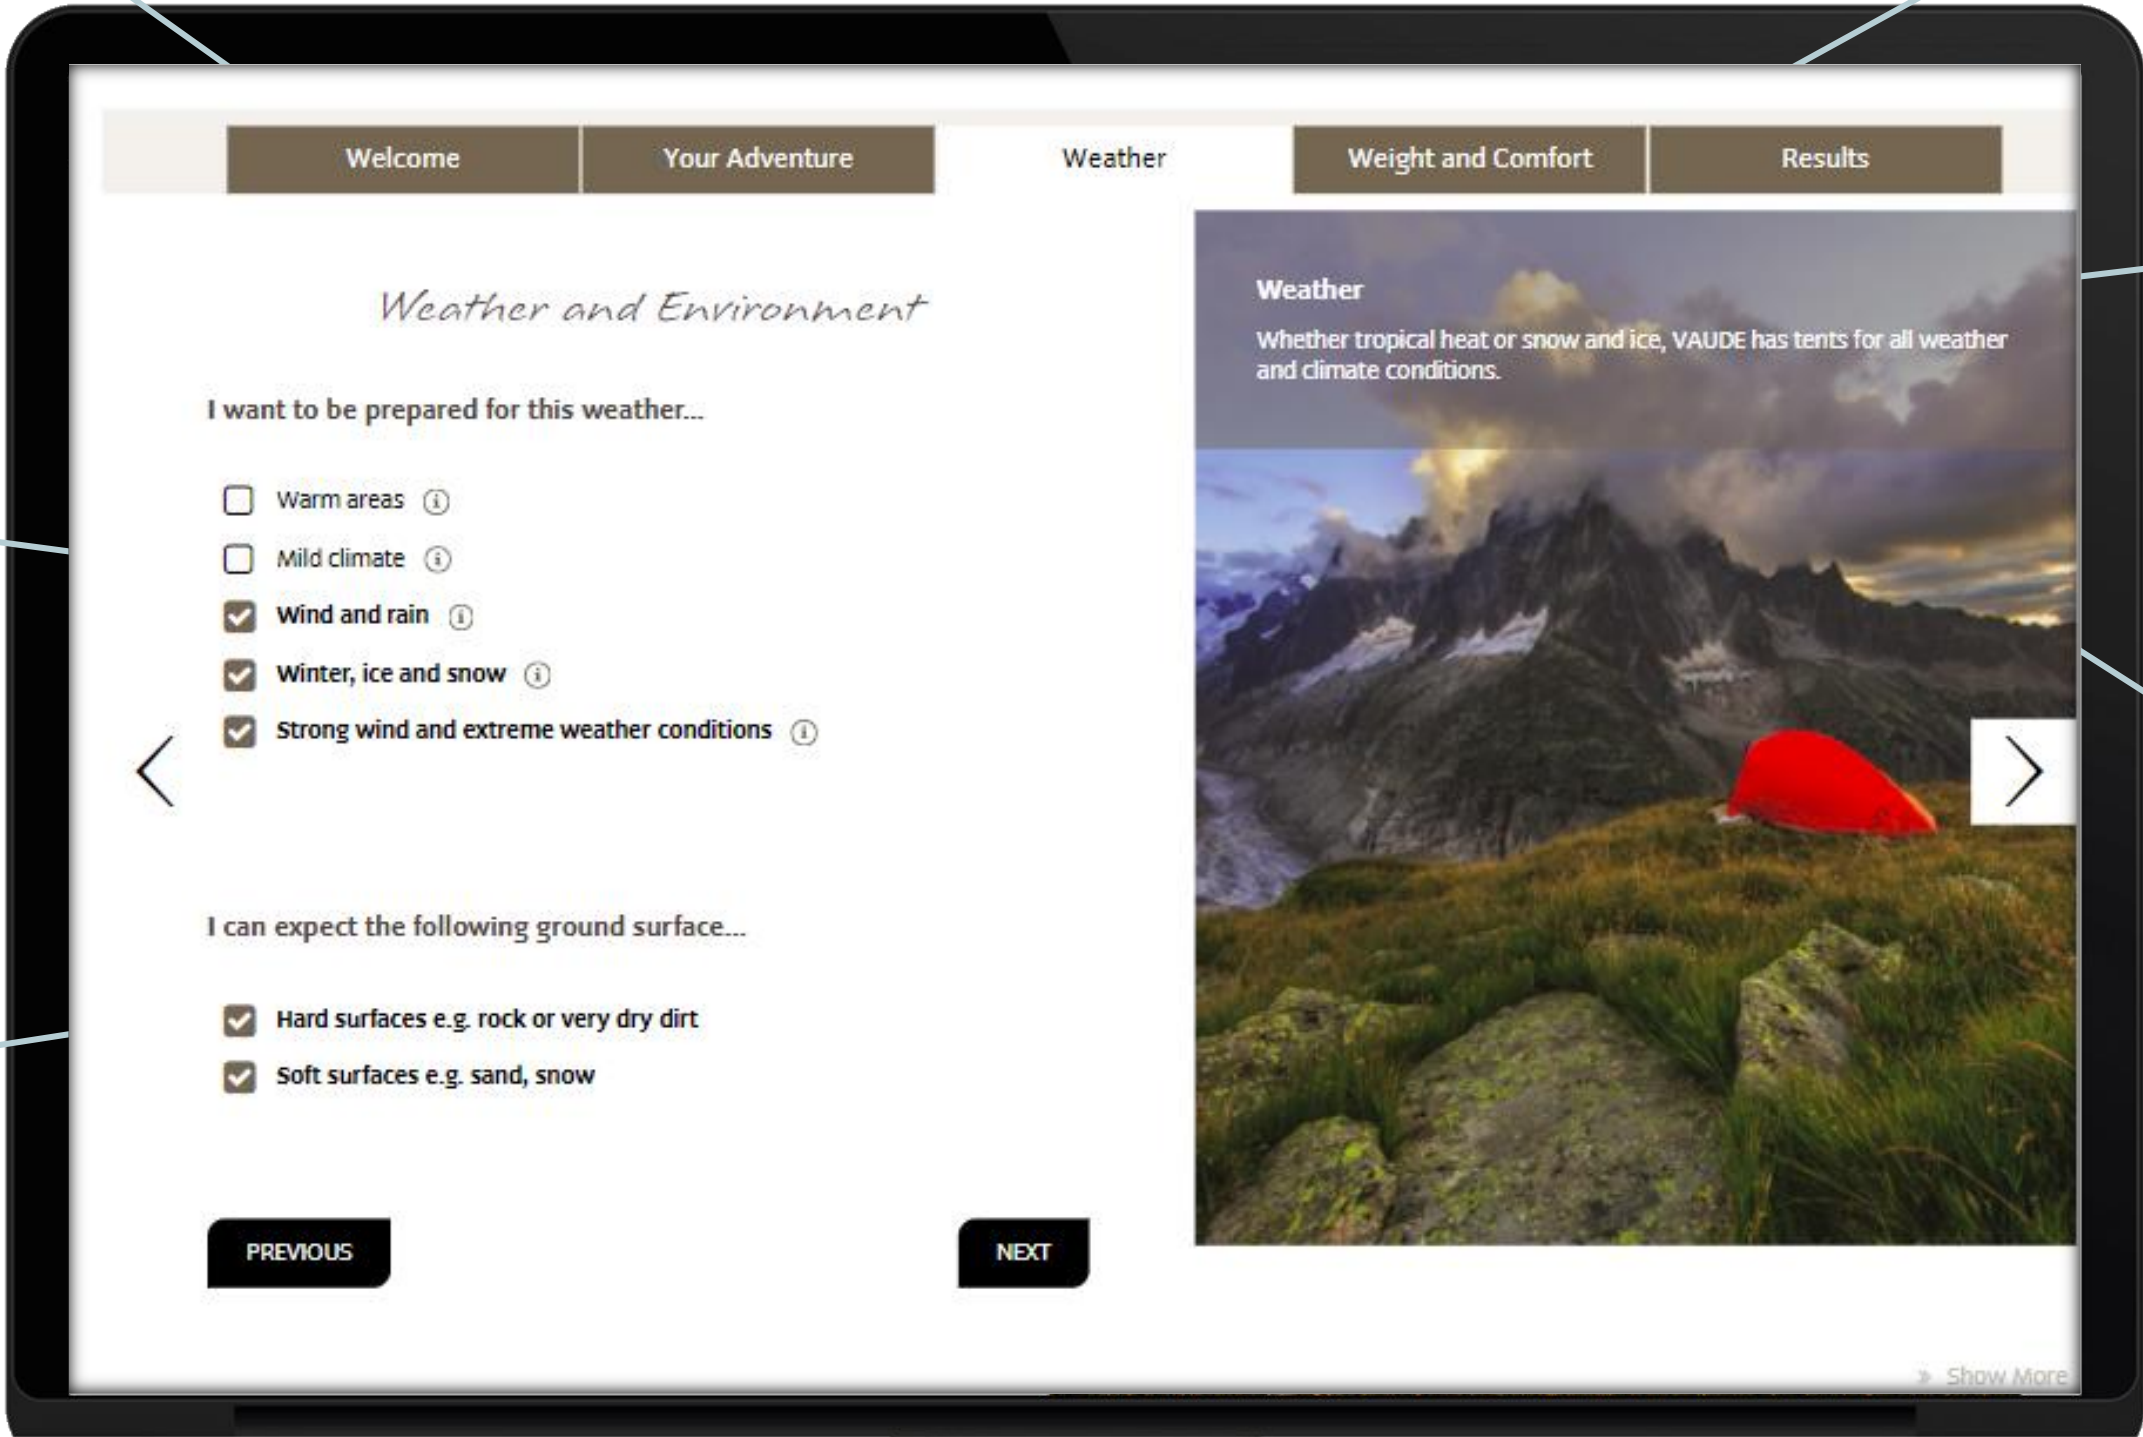 Welcome
Your Adventure
Weather
Weight and Comfort
Results
Weather and Environment
I want to be prepared for this weather...
Warm areas
Mild climate
Wind and rain
Winter, ice and snow
Strong wind and extreme weather conditions
I can expect the following ground surface...
Hard surfaces e.g. rock or very dry dirt
Soft surfaces e.g. sand, snow
PREVIOUS
NEXT
Weather
Whether tropical heat or snow and ice, VAUDE has tents for all weather
and climate conditions.
» Show More